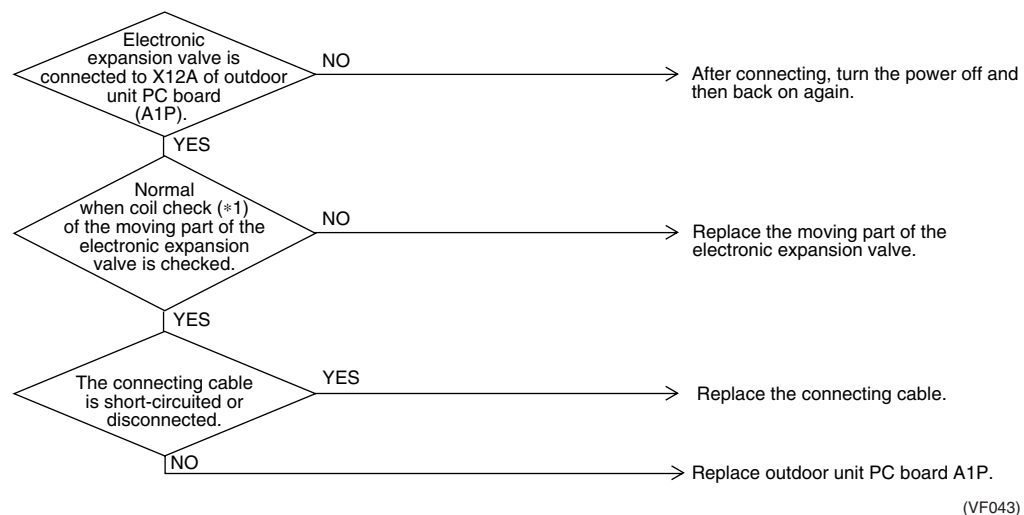 Electronic
expansion valve is
connected to X12A of outdoor
unit PC board
(A1P).
NO
After connecting, turn the power off and
then back on again.
YES
Normal
when coil check (*1)
of the moving part of the
electronic expansion
valve is checked.
NO
Replace the moving part of the
electronic expansion valve.
YES
The connecting cable
is short-circuited or
disconnected.
YES
Replace the connecting cable.
NO
Replace outdoor unit PC board A1P.
(VF043)